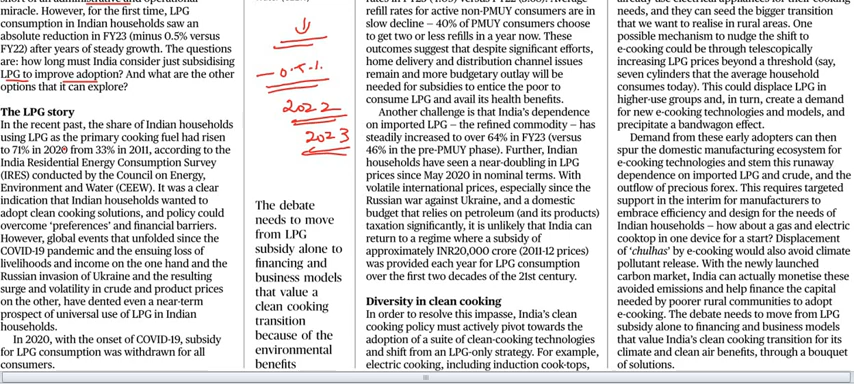 miracle. However, for the first time, LPG
consumption in Indian households saw an
absolute reduction in FY23 (minus 0.5% versus
FY22) after years of steady growth. The questions
are: how long must India consider just subsidising
LPG to improve adoption? And what are the other
options that it can explore?
The LPG story
In the recent past, the share of Indian households
using LPG as the primary cooking fuel had risen
to 71% in 2020 from 33% in 2011, according to the
India Residential Energy Consumption Survey
(IRES) conducted by the Council on Energy,
Environment and Water (CEEW). It was a clear
indication that Indian households wanted to
adopt clean cooking solutions, and policy could
overcome 'preferences' and financial barriers.
However, global events that unfolded since the
COVID-19 pandemic and the ensuing loss of
livelihoods and income on the one hand and the
Russian invasion of Ukraine and the resulting
surge and volatility in crude and product prices
on the other, have dented even a near-term
prospect of universal use of LPG in Indian
households.
In 2020, with the onset of COVID-19, subsidy
for LPG consumption was withdrawn for all
consumers.
2022
2023
The debate
needs to move
from LPG
subsidy alone to
financing and
business models
that value a
clean cooking
transition
because of the
environmental
benefits
refill rates for active non-PMUY consumers are in
slow decline – 40% of PMUY consumers choose
to get two or less refills in a year now. These
outcomes suggest that despite significant efforts,
home delivery and distribution channel issues
remain and more budgetary outlay will be
needed for subsidies to entice the poor to
consume LPG and avail its health benefits.
Another challenge is that India's dependence
on imported LPG – the refined commodity – has
steadily increased to over 64% in FY23 (versus
46% in the pre-PMUY phase). Further, Indian
households have seen a near-doubling in LPG
prices since May 2020 in nominal terms. With
volatile international prices, especially since the
Russian war against Ukraine, and a domestic
budget that relies on petroleum (and its products)
taxation significantly, it is unlikely that India can
return to a regime where a subsidy of
approximately INR20,000 crore (2011-12 prices)
was provided each year for LPG consumption
over the first two decades of the 21st century.
Diversity in clean cooking
In order to resolve this impasse, India's clean
cooking policy must actively pivot towards the
adoption of a suite of clean-cooking technologies
and shift from an LPG-only strategy. For example,
electric cooking, including induction cook-tops,
needs, and they can seed the bigger transition
that we want to realise in rural areas. One
possible mechanism to nudge the shift to
e-cooking could be through telescopically
increasing LPG prices beyond a threshold (say,
seven cylinders that the average household
consumes today). This could displace LPG in
higher-use groups and, in turn, create a demand
for new e-cooking technologies and models, and
precipitate a bandwagon effect.
Demand from these early adopters can then
spur the domestic manufacturing ecosystem for
e-cooking technologies and stem this runaway
dependence on imported LPG and crude, and the
outflow of precious forex. This requires targeted
support in the interim for manufacturers to
embrace efficiency and design for the needs of
Indian households – how about a gas and electric
cooktop in one device for a start? Displacement
of 'chulhas' by e-cooking would also avoid climate
pollutant release. With the newly launched
carbon market, India can actually monetise these
avoided emissions and help finance the capital
needed by poorer rural communities to adopt
e-cooking. The debate needs to move from LPG
subsidy alone to financing and business models
that value India's clean cooking transition for its
climate and clean air benefits, through a bouquet
of solutions.